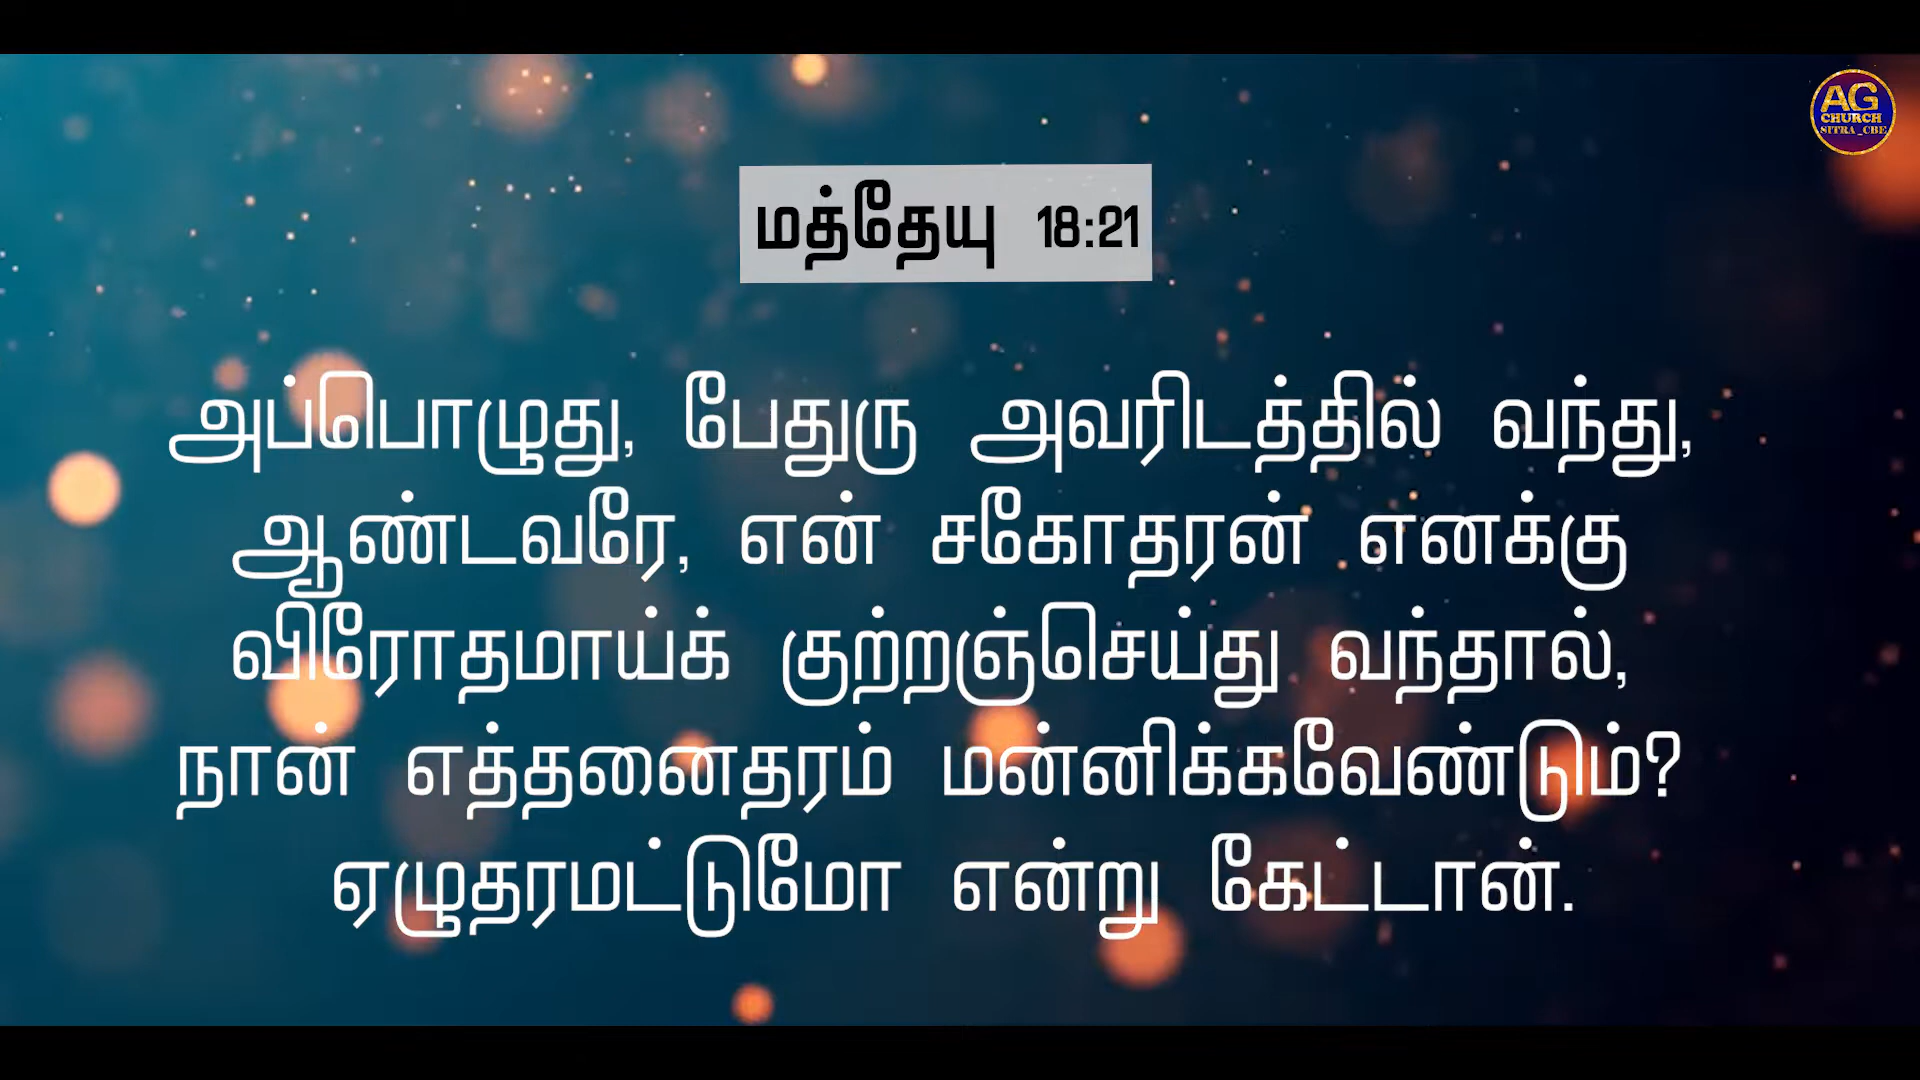 AG
CHURCH
SITRA_CBE
மத்தேயு 18:21
அப்பொழுது, பேதுரு அவரிடத்தில் வந்து,
ஆண்டவரே, என் சகோதரன் எனக்கு
விரோதமாய்க் குற்றஞ்செய்து வந்தால்,
நான் எத்தனைதரம் மன்னிக்கவேண்டும்?
ஏழுதரமட்டுமோ என்று கேட்டான்.